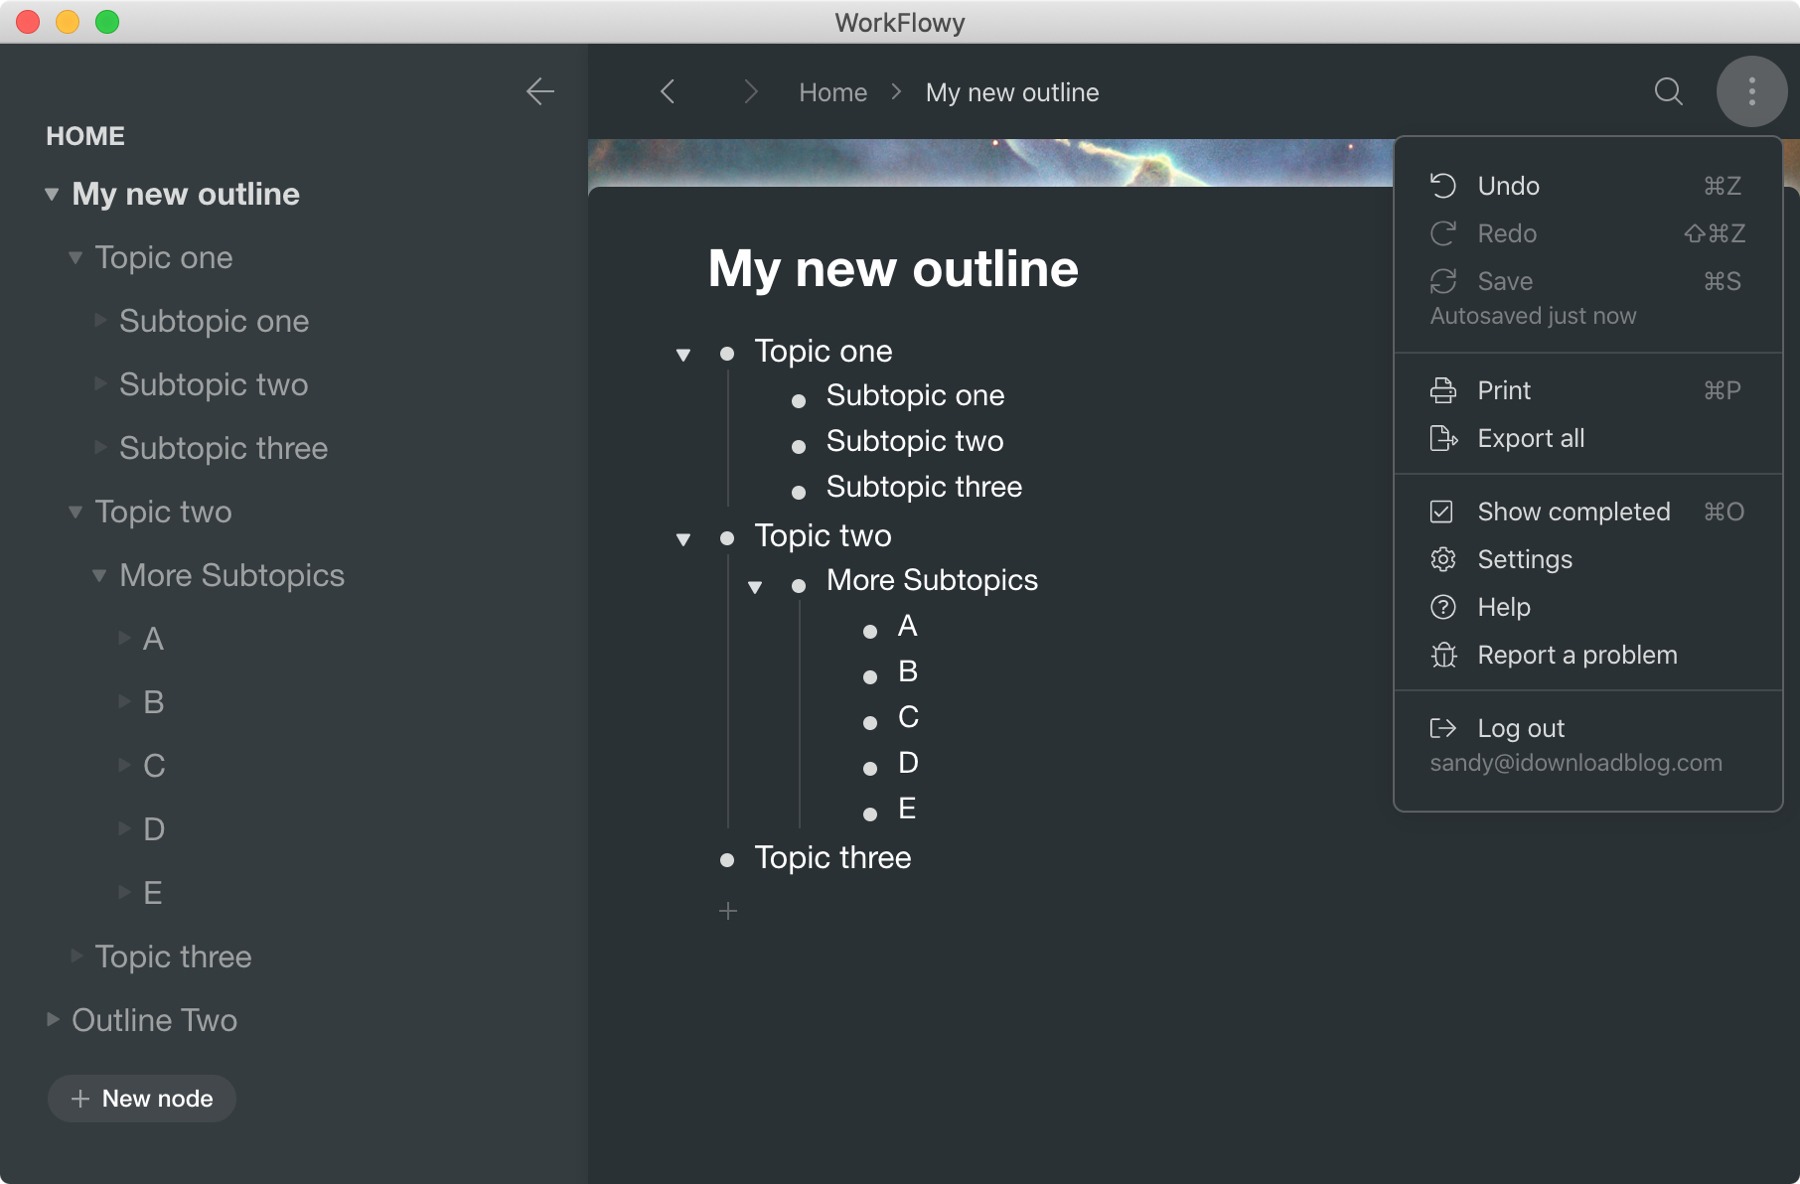 WorkFlowy
HOME
My new outline
Topic one
Subtopic one
Subtopic two
Subtopic three
Topic two
More Subtopics
A
B
C
D
E
Topic three
Outline Two
+ New node
Home > My new outline
My new outline
Topic one
Subtopic one
Subtopic two
Subtopic three
Topic two
More Subtopics
A
B
C
D
E
Topic three
+
Undo ⌘Z
Redo ⇧⌘Z
Save ⌘S
Autosaved just now
Print ⌘P
Export all
Show completed ⌘O
Settings
Help
Report a problem
Log out
sandy@idownloadblog.com